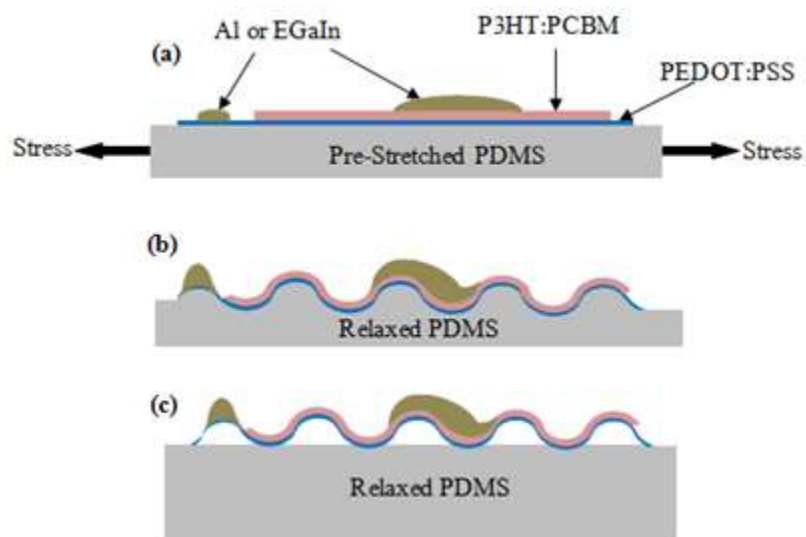 Al or EGaIn
P3HT:PCBM
(a)
PEDOT:PSS
Stress
Pre-Stretched PDMS
Stress
(b)
Relaxed PDMS
(c)
Relaxed PDMS